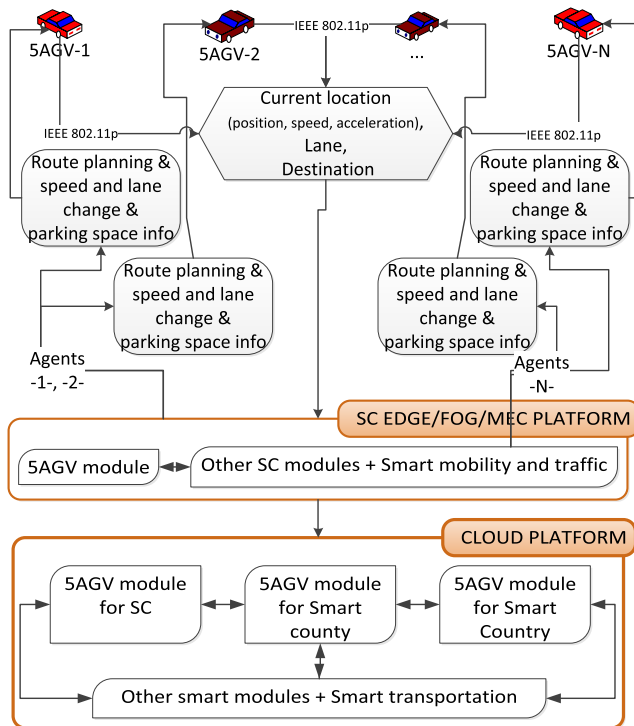 5AGV-1
5AGV-2
IEEE 802.11p
...
5AGV-N
Current location
(position, speed, acceleration),
Lane,
Destination
IEEE 802.11p
IEEE 802.11p
Route planning &
speed and lane
change &
parking space info
Route planning &
speed and lane
change &
parking space info
Route planning &
speed and lane
change &
parking space info
Route planning &
speed and lane
change &
parking space info
Agents
-1-, -2-
Agents
-N-
SC EDGE/FOG/MEC PLATFORM
5AGV module
Other SC modules + Smart mobility and traffic
CLOUD PLATFORM
5AGV module
for SC
5AGV module
for Smart
county
5AGV module
for Smart
Country
Other smart modules + Smart transportation